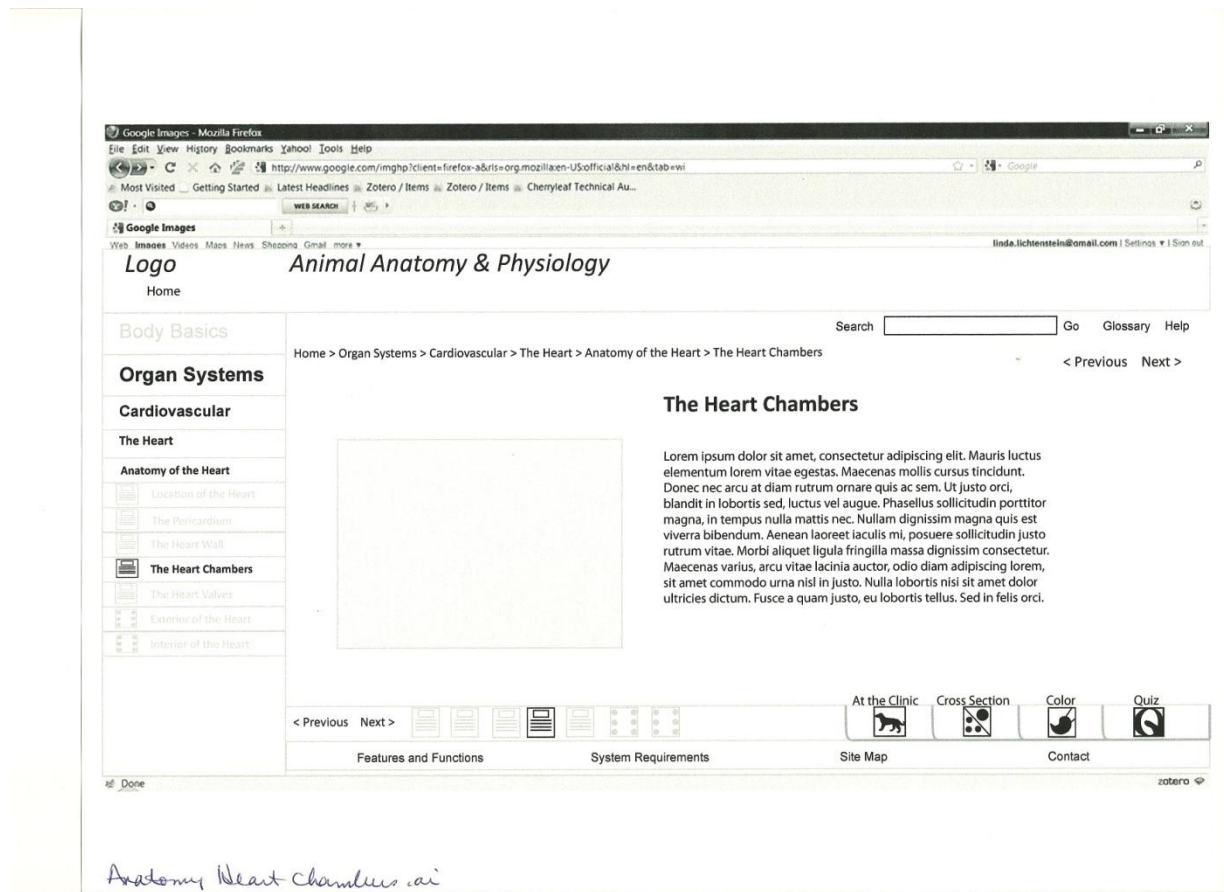 Google Images - Mozilla Firefox
File Edit View History Bookmarks Yahoo! Tools Help
http://www.google.com/imghp?client=firefox-a&rls=org.mozilla:en-US:official&hl=en&tab=wi
Google
Most Visited Getting Started Latest Headlines Zotero / Items Zotero / Items Cherryleaf Technical Au...
WEB SEARCH
Google Images
Web Images Videos Maps News Shopping Gmail more
linda.lichtenstein@gmail.com | Settings | Sign out
Logo
Animal Anatomy & Physiology
Home
Search Go Glossary Help
Body Basics
Home > Organ Systems > Cardiovascular > The Heart > Anatomy of the Heart > The Heart Chambers
< Previous Next >
Organ Systems
Cardiovascular
The Heart
Anatomy of the Heart
Location of the Heart
The Pericardium
The Heart Wall
The Heart Chambers
The Heart Valves
Exterior of the Heart
Interior of the Heart
The Heart Chambers
Lorem ipsum dolor sit amet, consectetur adipiscing elit. Mauris luctus
elementum lorem vitae egestas. Maecenas mollis cursus tincidunt.
Donec nec arcu at diam rutrum ornare quis ac sem. Ut justo orci,
blandit in lobortis sed, luctus vel augue. Phasellus sollicitudin porttitor
magna, in tempus nulla mattis nec. Nullam dignissim magna quis est
viverra bibendum. Aenean laoreet iaculis mi, posuere sollicitudin justo
rutrum vitae. Morbi aliquet ligula fringilla massa dignissim consectetur.
Maecenas varius, arcu vitae lacinia auctor, odio diam adipiscing lorem,
sit amet commodo urna nisl in justo. Nulla lobortis nisi sit amet dolor
ultricies dictum. Fusce a quam justo, eu lobortis tellus. Sed in felis orci.
At the Clinic Cross Section Color Quiz
< Previous Next >
Features and Functions System Requirements Site Map Contact
Done
zotero
Anatomy Heart Chambers .ai